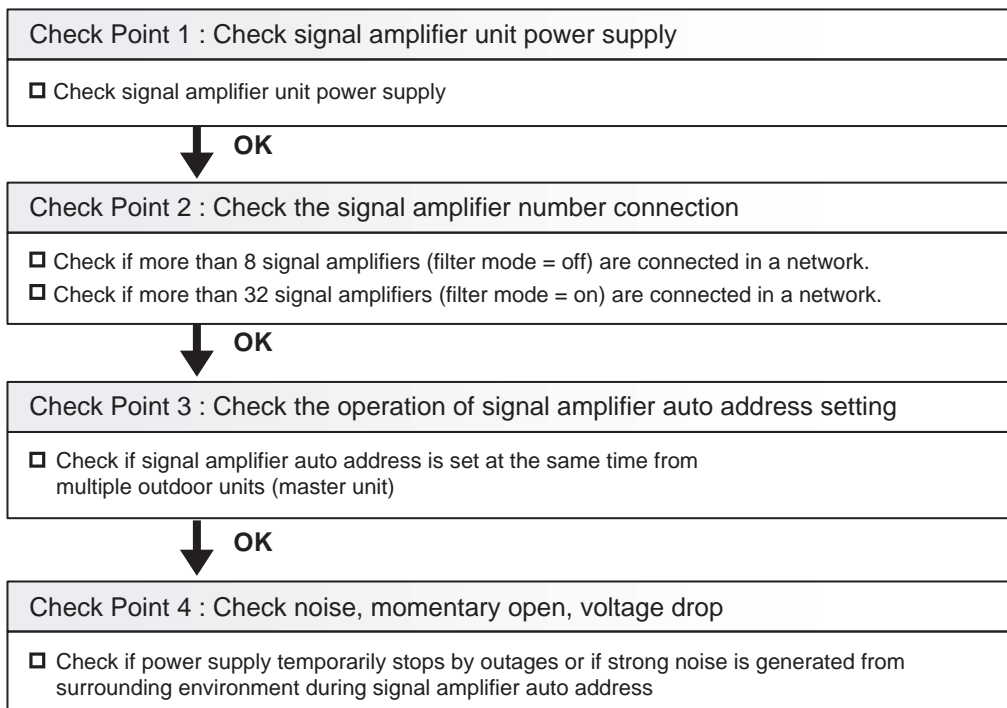 Check Point 1 : Check signal amplifier unit power supply
Check signal amplifier unit power supply
OK
Check Point 2 : Check the signal amplifier number connection
Check if more than 8 signal amplifiers (filter mode = off) are connected in a network.
Check if more than 32 signal amplifiers (filter mode = on) are connected in a network.
OK
Check Point 3 : Check the operation of signal amplifier auto address setting
Check if signal amplifier auto address is set at the same time from
multiple outdoor units (master unit)
OK
Check Point 4 : Check noise, momentary open, voltage drop
Check if power supply temporarily stops by outages or if strong noise is generated from
surrounding environment during signal amplifier auto address